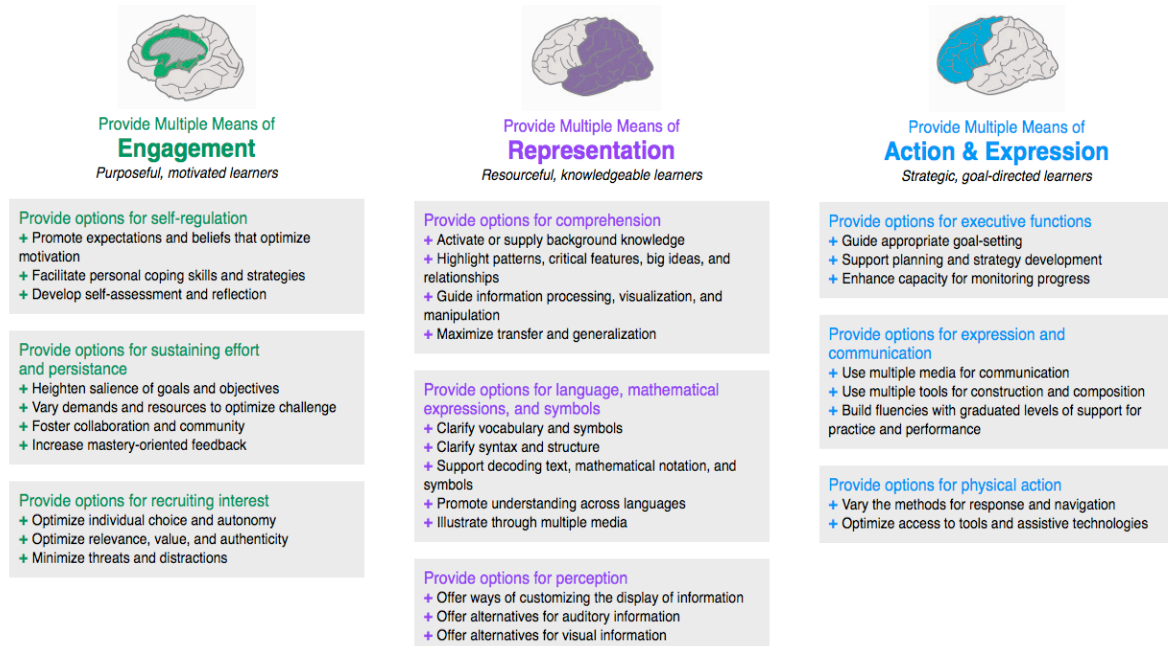 Provide Multiple Means of
Engagement
Purposeful, motivated learners
Provide options for self-regulation
+ Promote expectations and beliefs that optimize
motivation
+ Facilitate personal coping skills and strategies
+ Develop self-assessment and reflection
Provide options for sustaining effort
and persistance
+ Heighten salience of goals and objectives
+ Vary demands and resources to optimize challenge
+ Foster collaboration and community
+ Increase mastery-oriented feedback
Provide options for recruiting interest
+ Optimize individual choice and autonomy
+ Optimize relevance, value, and authenticity
+ Minimize threats and distractions
Provide Multiple Means of
Representation
Resourceful, knowledgeable learners
Provide options for comprehension
+ Activate or supply background knowledge
+ Highlight patterns, critical features, big ideas, and
relationships
+ Guide information processing, visualization, and
manipulation
+ Maximize transfer and generalization
Provide options for language, mathematical
expressions, and symbols
+ Clarify vocabulary and symbols
+ Clarify syntax and structure
+ Support decoding text, mathematical notation, and
symbols
+ Promote understanding across languages
+ Illustrate through multiple media
Provide options for perception
+ Offer ways of customizing the display of information
+ Offer alternatives for auditory information
+ Offer alternatives for visual information
Provide Multiple Means of
Action & Expression
Strategic, goal-directed learners
Provide options for executive functions
+ Guide appropriate goal-setting
+ Support planning and strategy development
+ Enhance capacity for monitoring progress
Provide options for expression and
communication
+ Use multiple media for communication
+ Use multiple tools for construction and composition
+ Build fluencies with graduated levels of support for
practice and performance
Provide options for physical action
+ Vary the methods for response and navigation
+ Optimize access to tools and assistive technologies